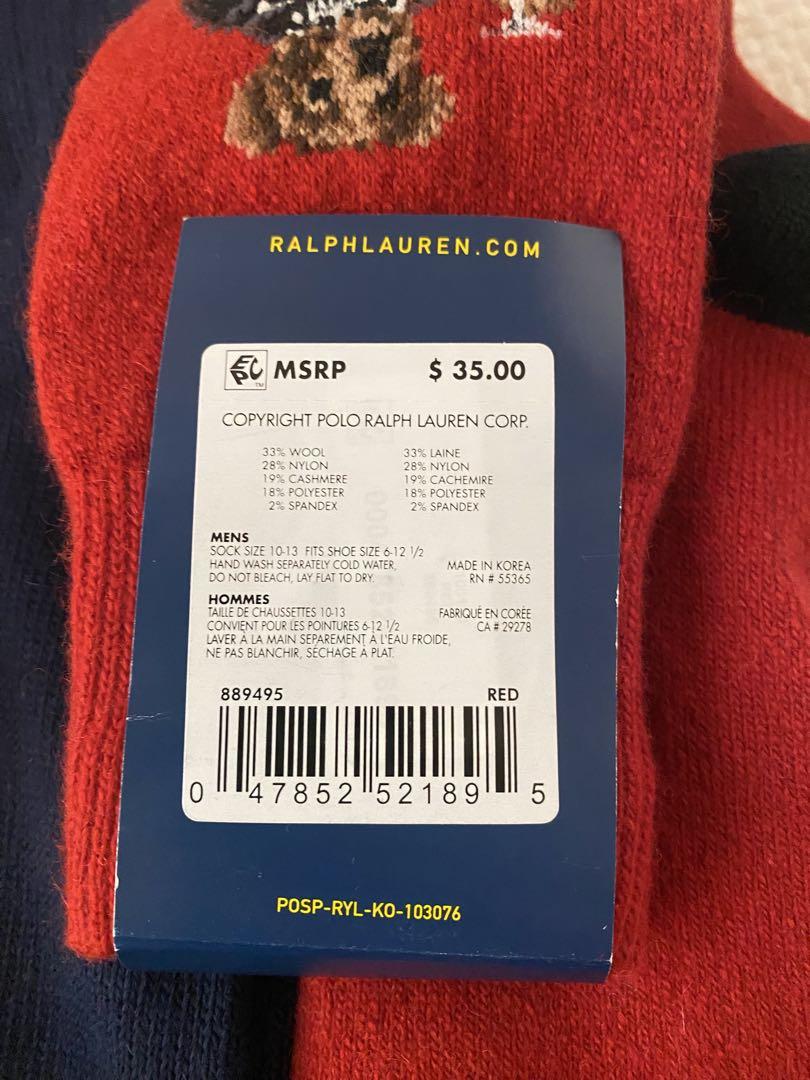 RALPHLAUREN.COM
EPC TM MSRP $ 35.00
COPYRIGHT POLO RALPH LAUREN CORP.
33% WOOL 33% LAINE
28% NYLON 28% NYLON
19% CASHMERE 19% CACHEMIRE
18% POLYESTER 18% POLYESTER
2% SPANDEX 2% SPANDEX
MENS
SOCK SIZE 10-13 FITS SHOE SIZE 6-12 1/2
HAND WASH SEPARATELY COLD WATER, MADE IN KOREA
DO NOT BLEACH, LAY FLAT TO DRY. RN # 55365
HOMMES
TAILLE DE CHAUSSETTES 10-13 FABRIQUÉ EN CORÉE
CONVIENT POUR LES POINTURES 6-12 1/2 CA # 29278
LAVER À LA MAIN SEPAREMENT À L'EAU FROIDE,
NE PAS BLANCHIR, SÉCHAGE À PLAT.
889495 RED
0 47852 52189 5
POSP-RYL-KO-103076